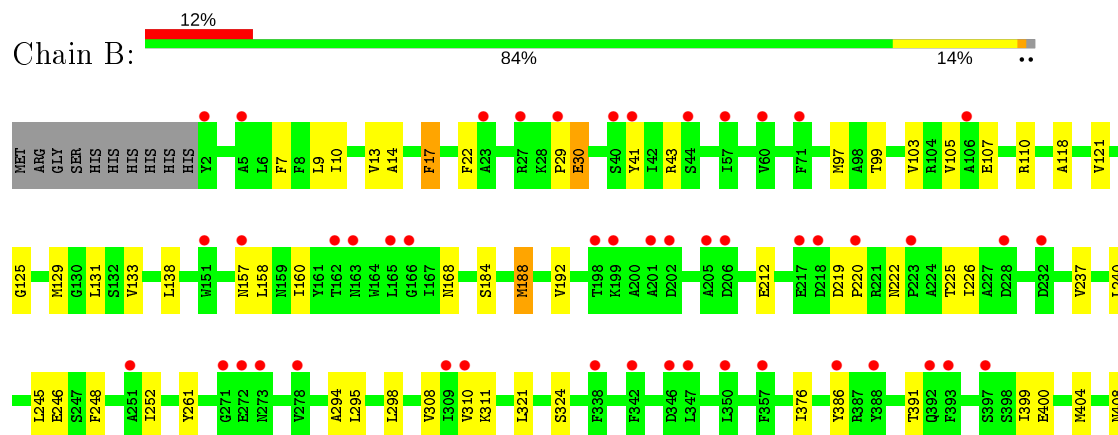 12%
Chain B:
84% 14% ••
MET ARG GLY SER HIS HIS HIS HIS HIS HIS Y2 A5 L6 F7 F8 L9 I10 V13 A14 F17 F22 A23 R27 K28 P29 E30 S40 Y41 I42 R43 S44 I57 V60 F71 M97 A98 T99 V103 R104 V105 A106 E107 R110 A118 V121
G125 M129 G130 L131 S132 V133 L138 W151 N157 L158 N159 I160 Y161 T162 N163 W164 L165 G166 I167 N168 S184 M188 V192 T198 K199 A200 A201 D202 A205 D206 E212 E217 D218 D219 P220 R221 N222 P223 A224 T225 I226 A227 D228 D232 V237 L240
L245 E246 S247 F248 A251 I252 Y261 G271 E272 N273 V278 A294 L295 L298 V308 I309 V310 K311 L321 S324 F338 F342 D346 L347 L350 F357 I376 Y386 R387 Y388 T391 Q392 F393 S397 S398 I399 E400 M404